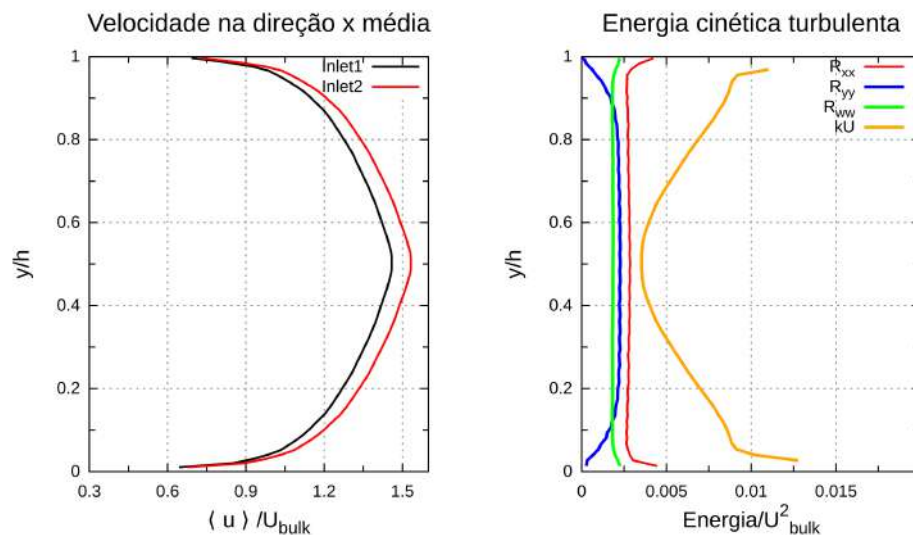 Velocidade na direção x média
Inlet1
Inlet2
1
0.8
0.6
0.4
0.2
0
y/h
0.3 0.6 0.9 1.2 1.5
⟨ u ⟩ /U_bulk
Energia cinética turbulenta
R_xx
R_yy
R_ww
kU
1
0.8
0.6
0.4
0.2
0
y/h
0 0.005 0.01 0.015
Energia/U²_bulk